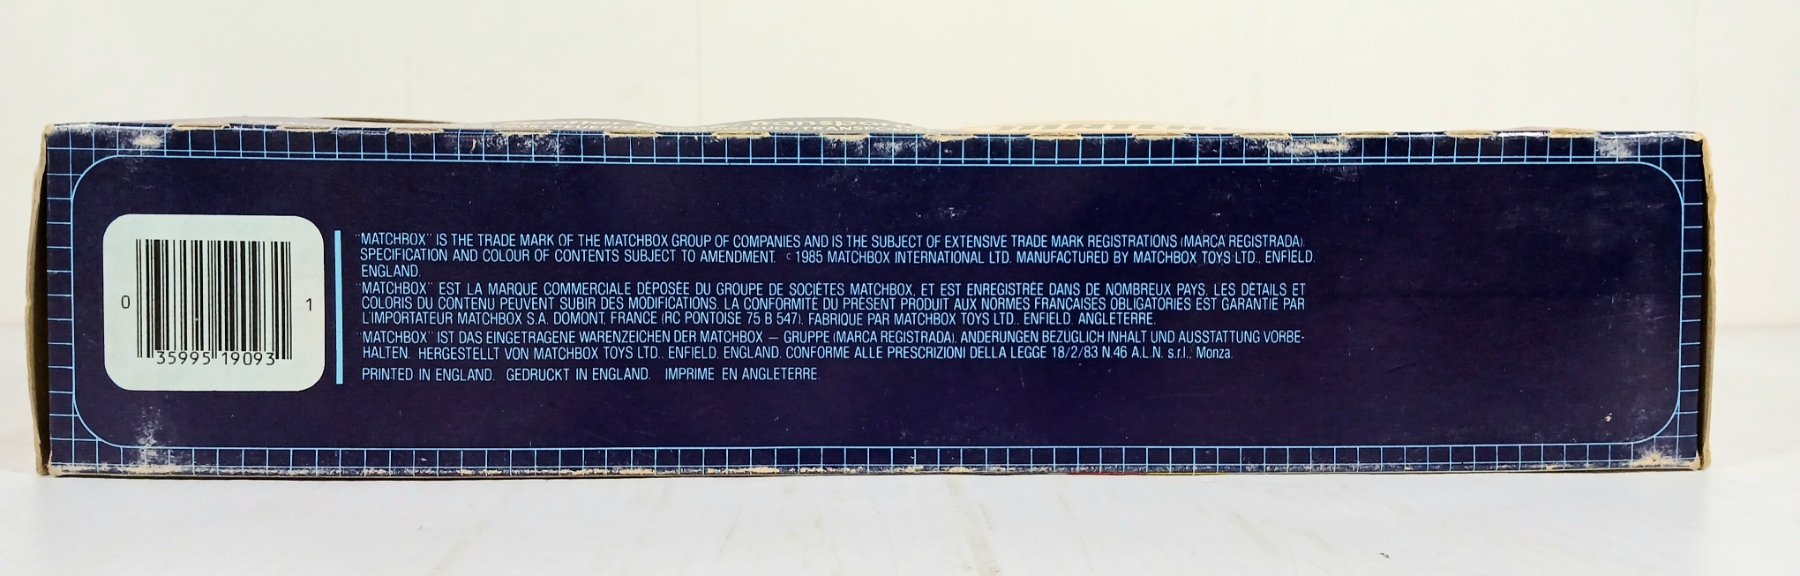 Transpo
0 35995 19093 1
"MATCHBOX" IS THE TRADE MARK OF THE MATCHBOX GROUP OF COMPANIES AND IS THE SUBJECT OF EXTENSIVE TRADE MARK REGISTRATIONS (MARCA REGISTRADA).
SPECIFICATION AND COLOUR OF CONTENTS SUBJECT TO AMENDMENT. © 1985 MATCHBOX INTERNATIONAL LTD. MANUFACTURED BY MATCHBOX TOYS LTD., ENFIELD.
ENGLAND.
"MATCHBOX" EST LA MARQUE COMMERCIALE DÉPOSÉE DU GROUPE DE SOCIÉTÉS MATCHBOX, ET EST ENREGISTRÉE DANS DE NOMBREUX PAYS. LES DÉTAILS ET
COLORIS DU CONTENU PEUVENT SUBIR DES MODIFICATIONS. LA CONFORMITÉ DU PRÉSENT PRODUIT AUX NORMES FRANÇAISES OBLIGATOIRES EST GARANTIE PAR
L'IMPORTATEUR MATCHBOX S.A. DOMONT, FRANCE (RC PONTOISE 75 B 547). FABRIQUÉ PAR MATCHBOX TOYS LTD., ENFIELD. ANGLETERRE.
"MATCHBOX" IST DAS EINGETRAGENE WARENZEICHEN DER MATCHBOX — GRUPPE (MARCA REGISTRADA). ÄNDERUNGEN BEZÜGLICH INHALT UND AUSSTATTUNG VORBE-
HALTEN. HERGESTELLT VON MATCHBOX TOYS LTD., ENFIELD, ENGLAND. CONFORME ALLE PRESCRIZIONI DELLA LEGGE 18/2/83 N.46 A.L.N. s.r.l., Monza.
PRINTED IN ENGLAND. GEDRUCKT IN ENGLAND. IMPRIME EN ANGLETERRE.